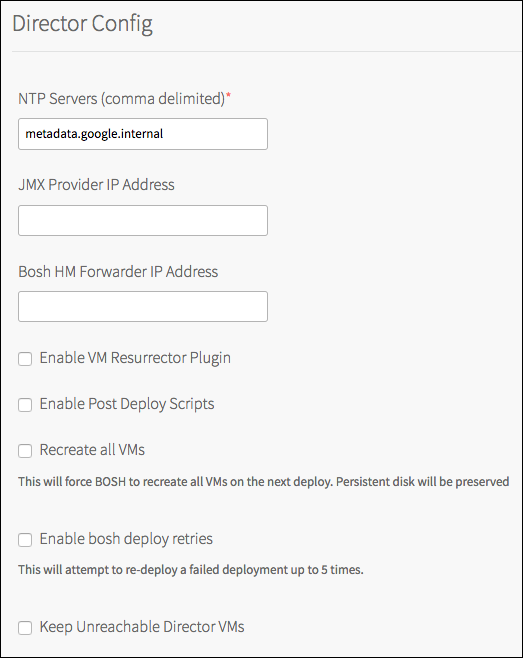 Director Config
NTP Servers (comma delimited)*
metadata.google.internal
JMX Provider IP Address
Bosh HM Forwarder IP Address
Enable VM Resurrector Plugin
Enable Post Deploy Scripts
Recreate all VMs
This will force BOSH to recreate all VMs on the next deploy. Persistent disk will be preserved
Enable bosh deploy retries
This will attempt to re-deploy a failed deployment up to 5 times.
Keep Unreachable Director VMs